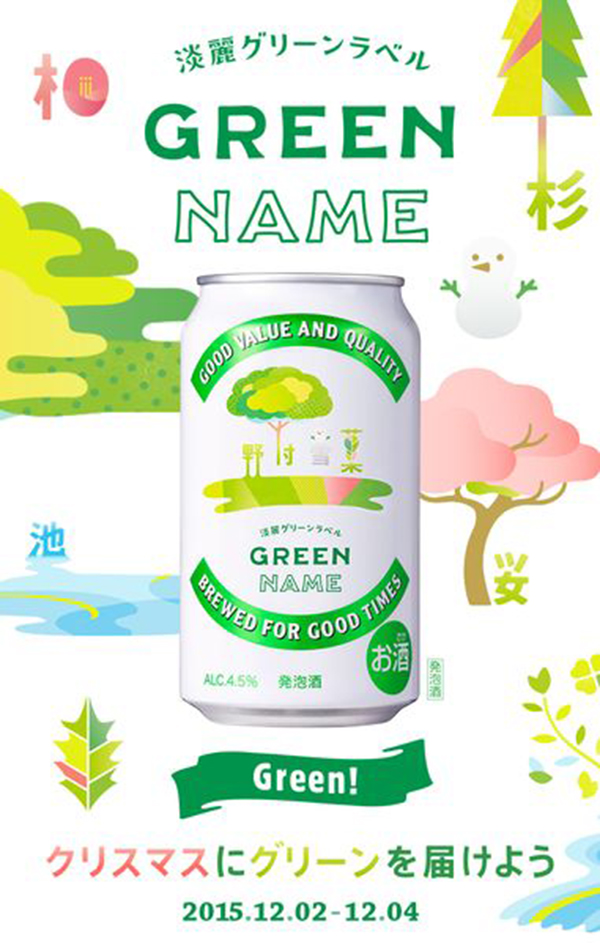 淡麗グリーンラベル
GREEN
NAME
杉
GOOD VALUE AND QUALITY
野村雪菜
淡麗グリーンラベル
GREEN
NAME
BREWED FOR GOOD TIMES
池
お酒
ALC.4.5% 発泡酒
発泡酒
Green!
クリスマスにグリーンを届けよう
2015.12.02-12.04